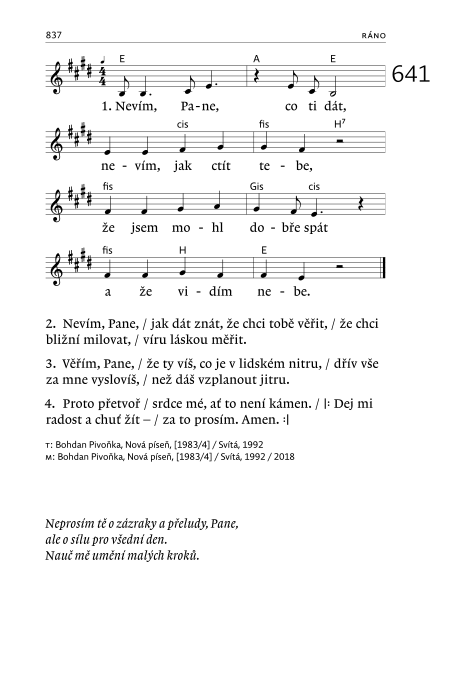 837 RÁNO
641
E A E
1. Nevím, Pa-ne, co ti dát,
cis fis H7
ne - vím, jak ctít te - be,
fis Gis cis
že jsem mo - hl do - bře spát
fis H E
a že vi - dím ne - be.
2. Nevím, Pane, / jak dát znát, že chci tobě věřit, / že chci
bližní milovat, / víru láskou měřit.
3. Věřím, Pane, / že ty víš, co je v lidském nitru, / dřív vše
za mne vyslovíš, / než dáš vzplanout jitru.
4. Proto přetvoř / srdce mé, ať to není kámen. / |: Dej mi
radost a chuť žít – / za to prosím. Amen. :|
T: Bohdan Pivoňka, Nová píseň, [1983/4] / Svítá, 1992
M: Bohdan Pivoňka, Nová píseň, [1983/4] / Svítá, 1992 / 2018
Neprosím tě o zázraky a přeludy, Pane,
ale o sílu pro všední den.
Nauč mě umění malých kroků.